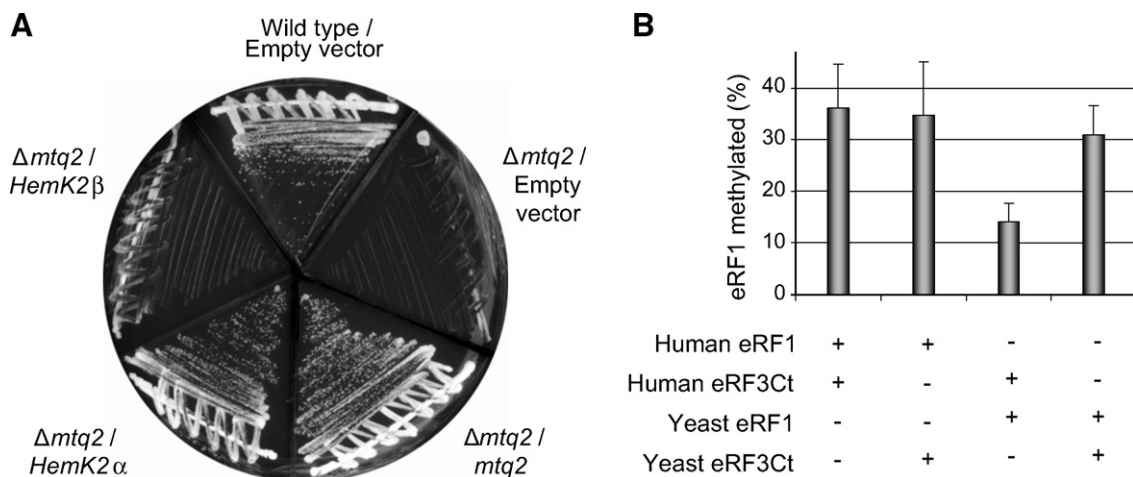 A
Wild type /
Empty vector
Δmtq2 /
HemK2β
Δmtq2 /
Empty
vector
Δmtq2 /
HemK2α
Δmtq2 /
mtq2
B
eRF1 methylated (%)
40
30
20
10
0
Human eRF1 + + - -
Human eRF3Ct + - + -
Yeast eRF1 - - + +
Yeast eRF3Ct - + - +